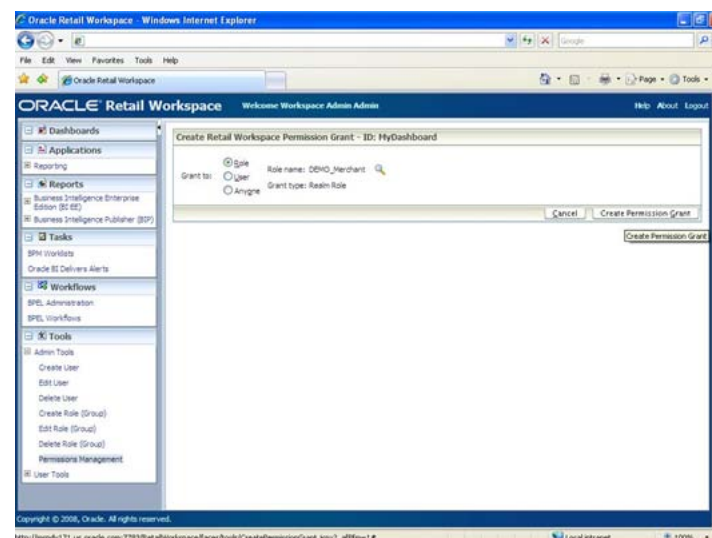 Oracle Retail Workspace - Windows Internet Explorer
Google
File Edit View Favorites Tools Help
Oracle Retail Workspace
Page Tools
ORACLE Retail Workspace Welcome Workspace Admin Admin Help About Logout
Dashboards
Applications
Reporting
Reports
Business Intelligence Enterprise
Edition (BI EE)
Business Intelligence Publisher (BIP)
Tasks
BPM Worklists
Oracle BI Delivers Alerts
Workflows
BPEL Administration
BPEL Workflows
Tools
Admin Tools
Create User
Edit User
Delete User
Create Role (Group)
Edit Role (Group)
Delete Role (Group)
Permissions Management
User Tools
Create Retail Workspace Permission Grant - ID: MyDashboard
Grant to:
Role
User
Anyone
Role name: DEMO_Merchant
Grant type: Realm Role
Cancel Create Permission Grant
Create Permission Grant
Copyright © 2008, Oracle. All rights reserved.
Local intranet 100%